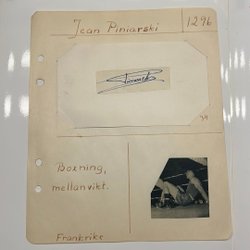 Jean Piniarski
1296
Boxning,
mellanvikt.
Frankrike